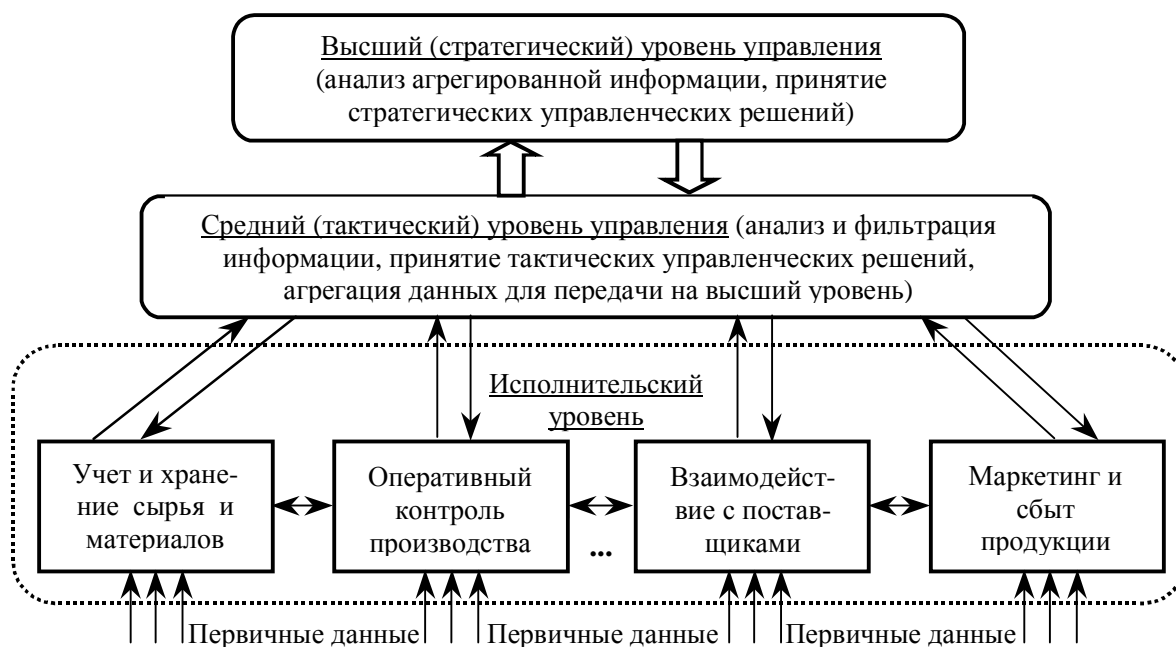 Высший (стратегический) уровень управления
(анализ агрегированной информации, принятие
стратегических управленческих решений)
Средний (тактический) уровень управления (анализ и фильтрация
информации, принятие тактических управленческих решений,
агрегация данных для передачи на высший уровень)
Исполнительский
уровень
Учет и хране-
ние сырья и
материалов
Оперативный
контроль
производства
...
Взаимодейст-
вие с постав-
щиками
Маркетинг и
сбыт
продукции
Первичные данные
Первичные данные
Первичные данные